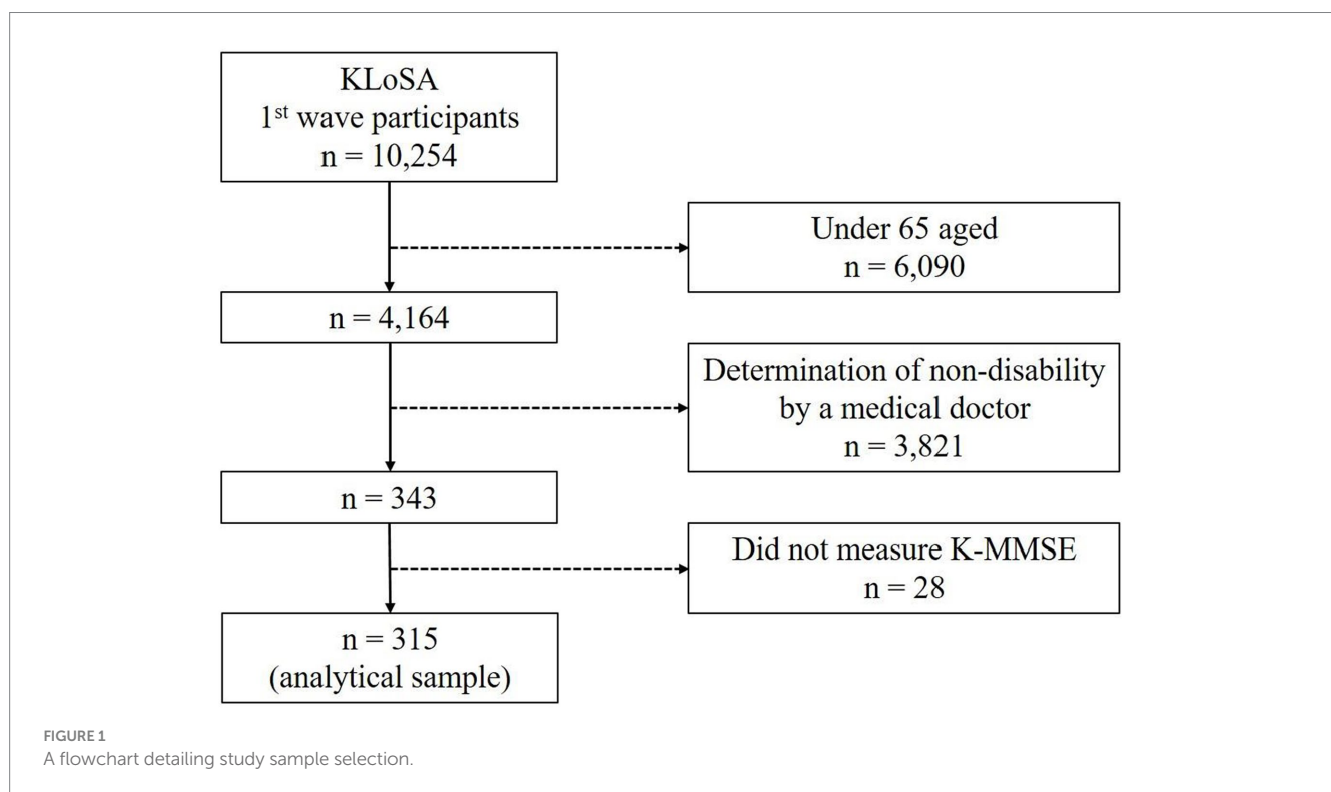 KLoSA
1st wave participants
n = 10,254
Under 65 aged
n = 6,090
n = 4,164
Determination of non-disability
by a medical doctor
n = 3,821
n = 343
Did not measure K-MMSE
n = 28
n = 315
(analytical sample)
FIGURE 1
A flowchart detailing study sample selection.